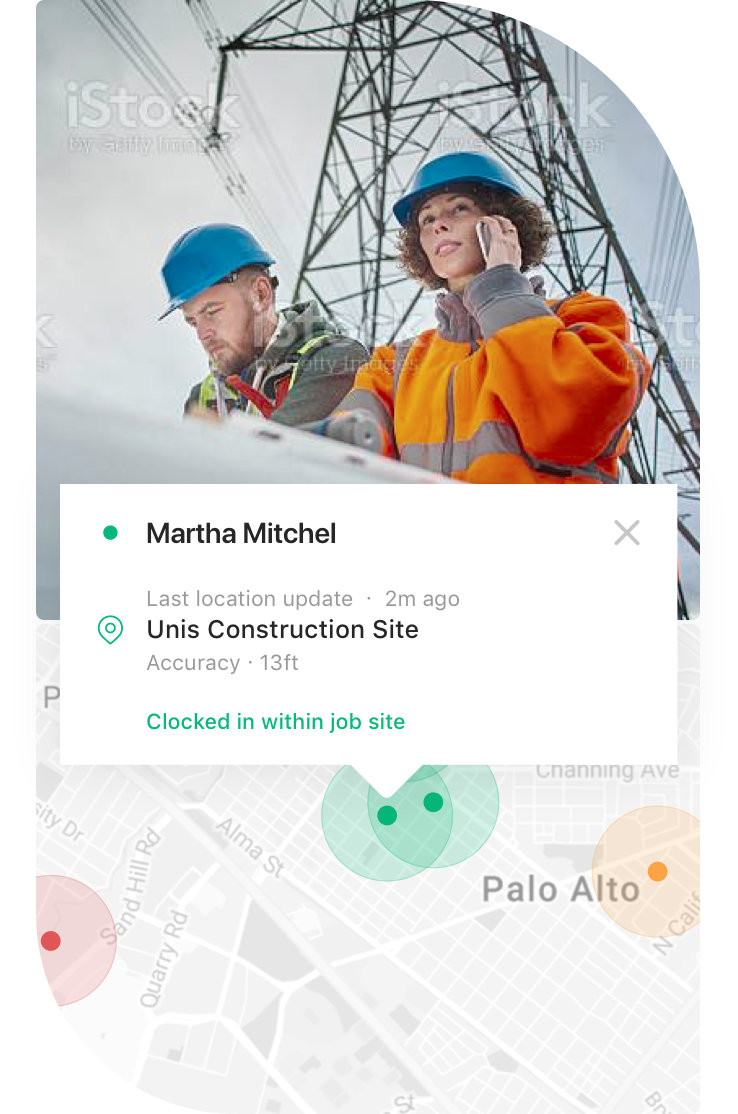 iStock
by Getty Images
iStock
by Getty Images
iStock
by Getty Images
Martha Mitchel
Last location update · 2m ago
Unis Construction Site
Accuracy · 13ft
Clocked in within job site
P
Channing Ave
sity Dr
Alma St
Sand Hill Rd
Palo Alto
Quarry Rd
N Calif
St